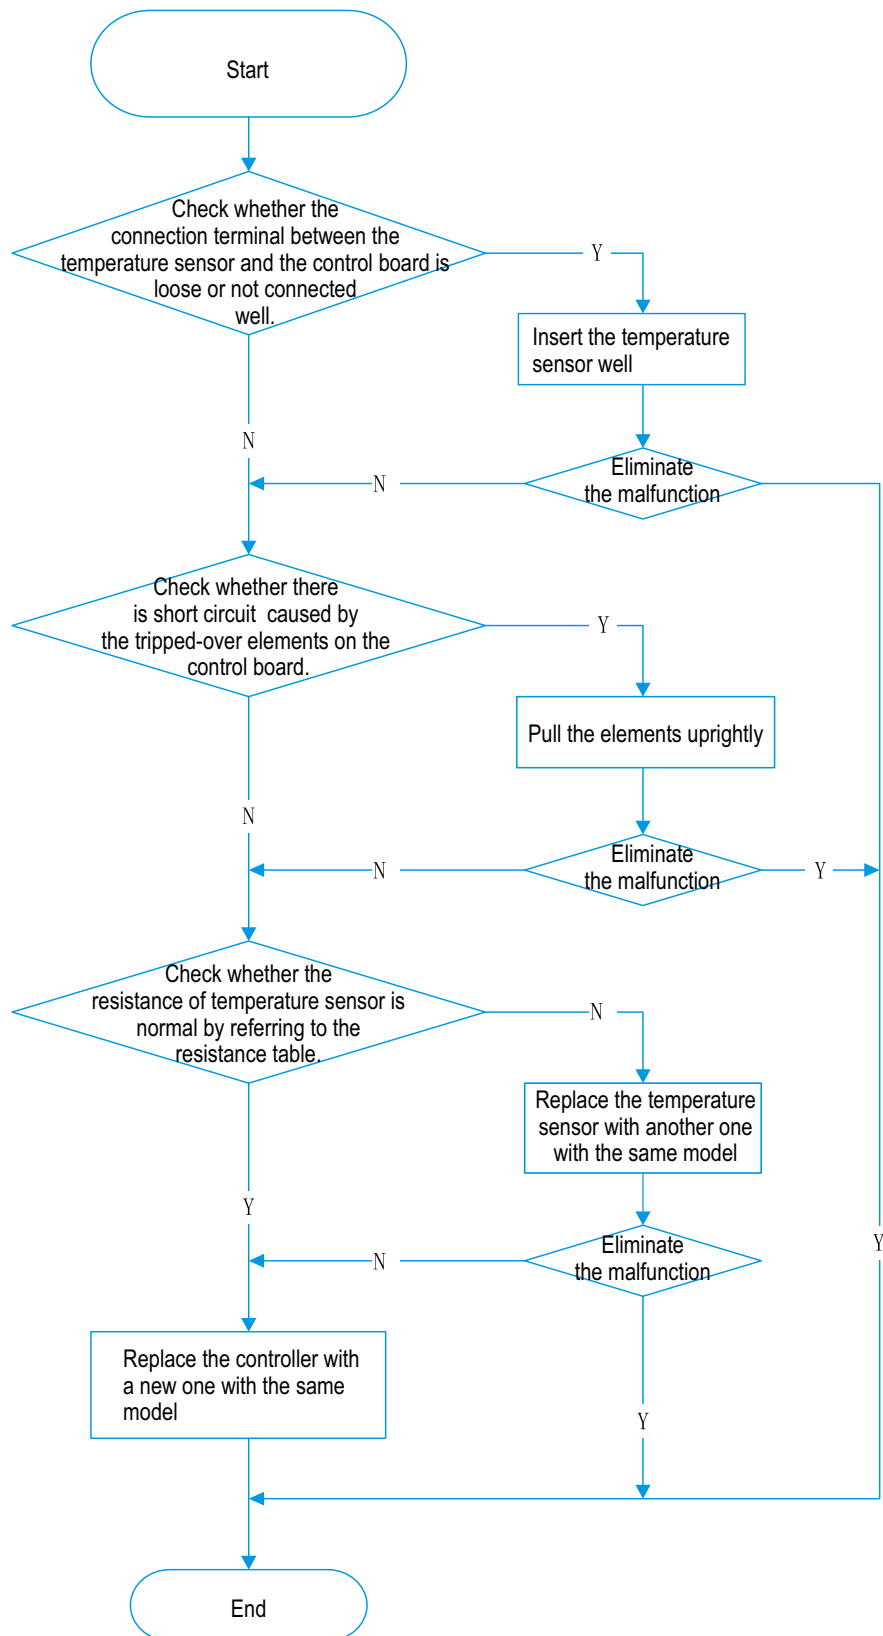 Start
Check whether the
connection terminal between the
temperature sensor and the control board is
loose or not connected
well.
Y
Insert the temperature
sensor well
N
Eliminate
the malfunction
N
Check whether there
is short circuit caused by
the tripped-over elements on the
control board.
Y
Pull the elements uprightly
N
Eliminate
the malfunction
N
Y
Check whether the
resistance of temperature sensor is
normal by referring to the
resistance table.
N
Replace the temperature
sensor with another one
with the same model
Y
Eliminate
the malfunction
Y
N
Replace the controller with
a new one with the same
model
Y
End